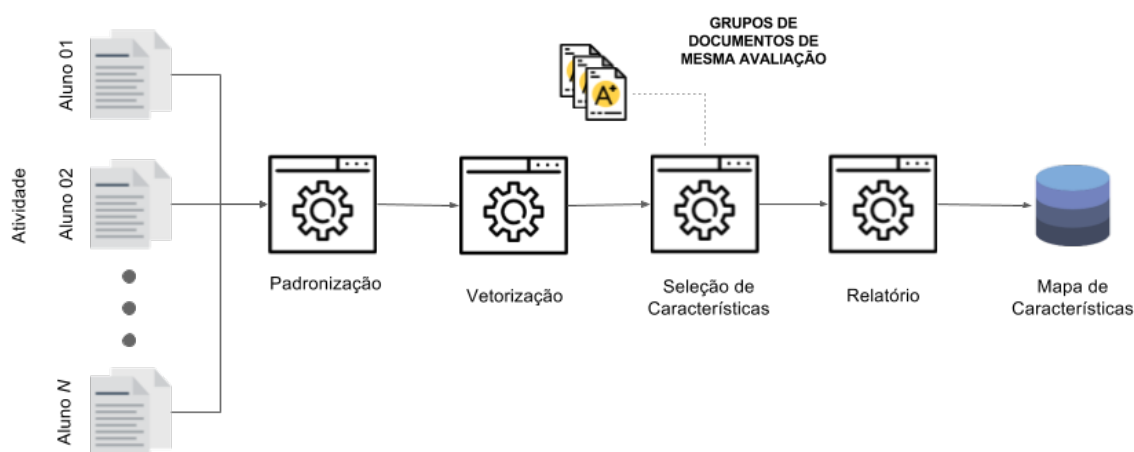 GRUPOS DE
DOCUMENTOS DE
MESMA AVALIAÇÃO
A+
Atividade
Aluno 01
Aluno 02
Aluno N
Padronização
Vetorização
Seleção de
Características
Relatório
Mapa de
Características